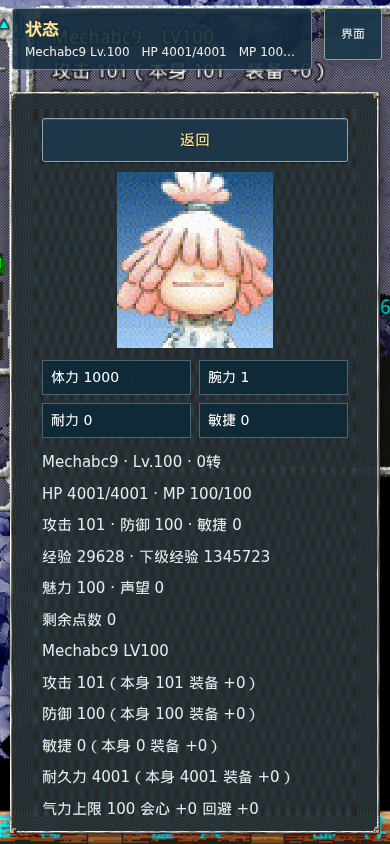 状态
界面
Mechabc9 Lv.100 HP 4001/4001 MP 100...
攻击 101（本身 101 装备 +0）
返回
体力 1000
腕力 1
耐力 0
敏捷 0
Mechabc9 · Lv.100 · 0转
HP 4001/4001 · MP 100/100
攻击 101 · 防御 100 · 敏捷 0
经验 29628 · 下级经验 1345723
魅力 100 · 声望 0
剩余点数 0
Mechabc9 LV100
攻击 101（本身 101 装备 +0）
防御 100（本身 100 装备 +0）
敏捷 0（本身 0 装备 +0）
耐久力 4001（本身 4001 装备 +0）
气力上限 100 会心 +0 回避 +0